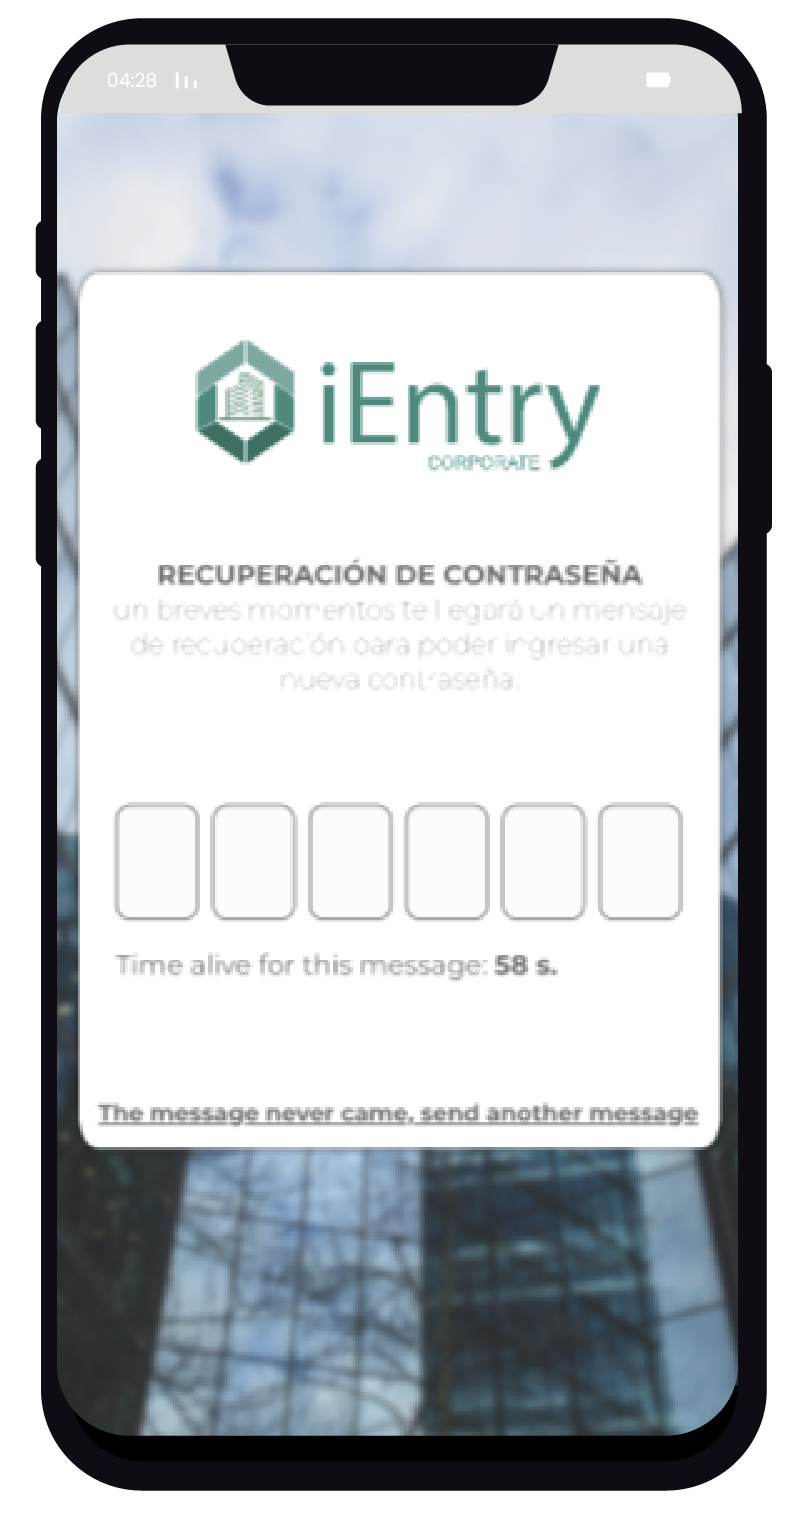 04:28
iEntry
CORPORATE
RECUPERACIÓN DE CONTRASEÑA
un breves momentos te llegará un mensaje
de recuperación para poder ingresar una
nueva contraseña.
Time alive for this message: 58 s.
The message never came, send another message